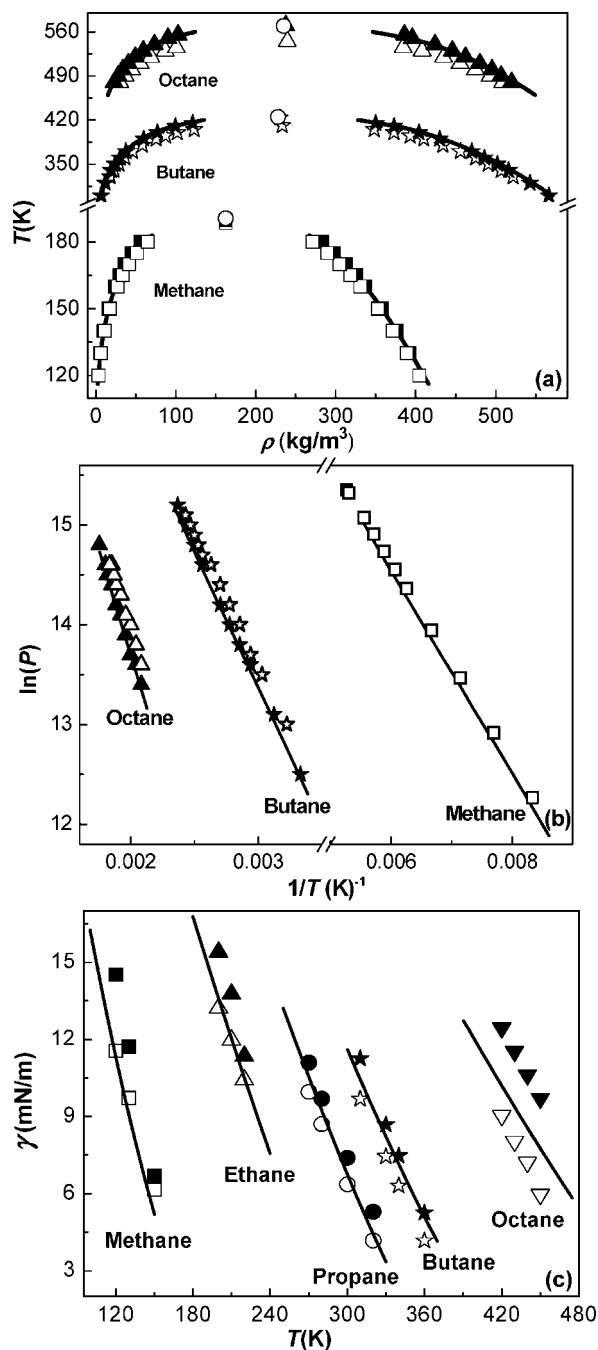 560
490
420
350
180
150
120
T(K)
Octane
Butane
Methane
(a)
0 100 200 300 400 500
ρ (kg/m³)
15
14
13
12
ln(P)
Octane
Butane
Methane
(b)
0.002 0.003 0.006 0.008
1/T (K)⁻¹
15
12
9
6
3
γ (mN/m)
Methane
Ethane
Propane
Butane
Octane
(c)
120 180 240 300 360 420 480
T(K)